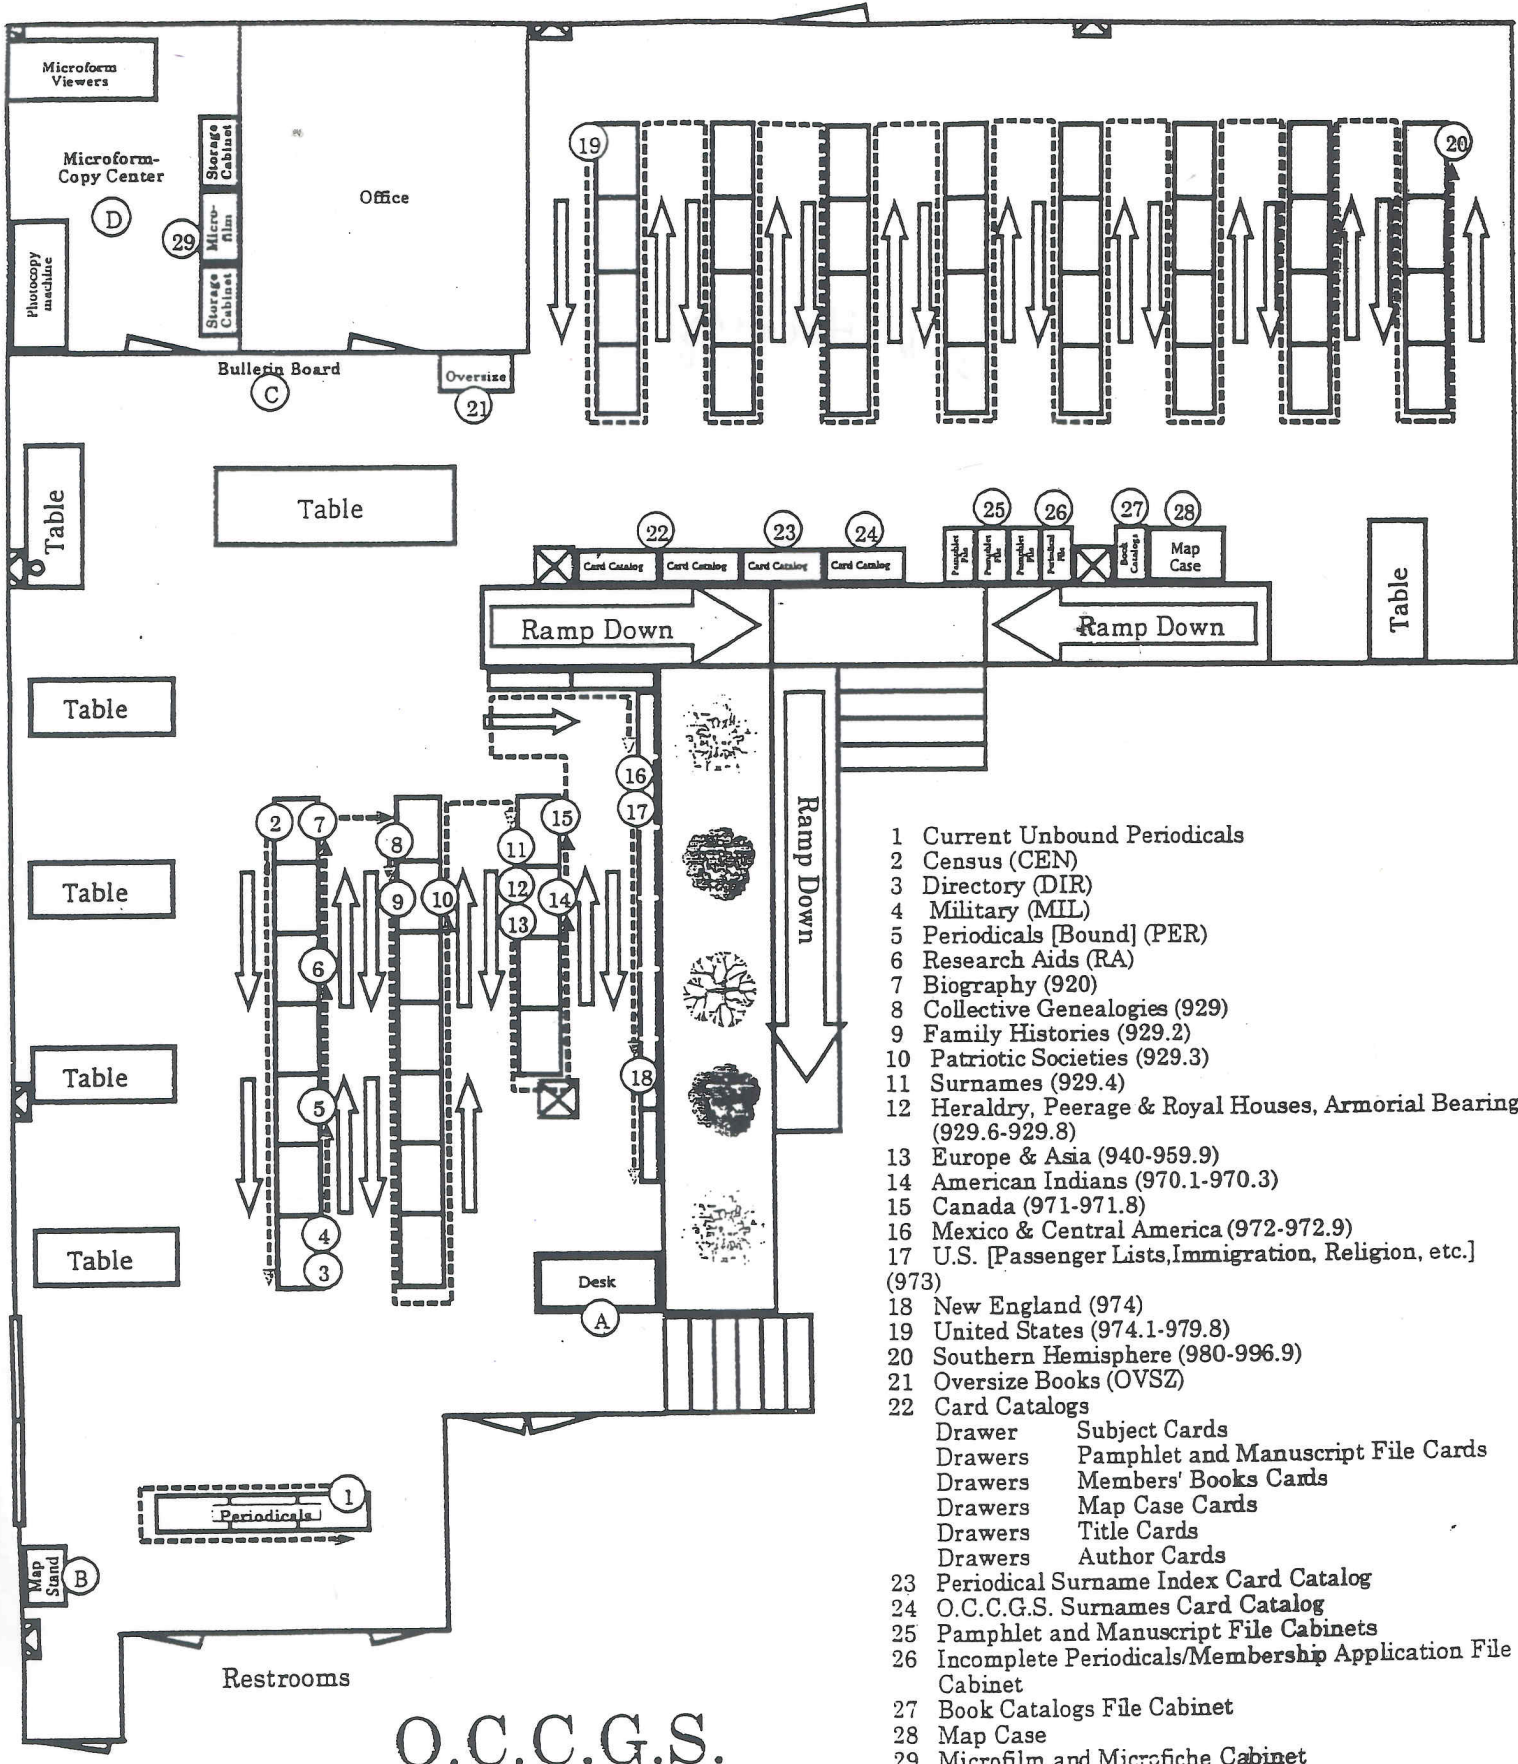 Microform
Viewers
Microform-
Copy Center
D
Photocopy
machine
29
Storage
Cabinet
Micro-
film
Storage
Cabinet
Office
Bulletin Board
C
Oversize
21
19
20
Table
Table
22
23
24
25
26
27
28
Card Catalog
Card Catalog
Card Catalog
Card Catalog
Pamphlet
File
Pamphlet
File
Pamphlet
File
Periodical
File
Book
Catalogs
Map
Case
Table
Ramp Down
Ramp Down
Ramp Down
Table
Table
Table
Table
2
7
8
9
10
11
12
13
14
15
16
17
18
6
5
4
3
Desk
A
1
Periodicals
Map
Stand
B
Restrooms
O.C.C.G.S.
1 Current Unbound Periodicals
2 Census (CEN)
3 Directory (DIR)
4 Military (MIL)
5 Periodicals [Bound] (PER)
6 Research Aids (RA)
7 Biography (920)
8 Collective Genealogies (929)
9 Family Histories (929.2)
10 Patriotic Societies (929.3)
11 Surnames (929.4)
12 Heraldry, Peerage & Royal Houses, Armorial Bearing
(929.6-929.8)
13 Europe & Asia (940-959.9)
14 American Indians (970.1-970.3)
15 Canada (971-971.8)
16 Mexico & Central America (972-972.9)
17 U.S. [Passenger Lists,Immigration, Religion, etc.]
(973)
18 New England (974)
19 United States (974.1-979.8)
20 Southern Hemisphere (980-996.9)
21 Oversize Books (OVSZ)
22 Card Catalogs
Drawer Subject Cards
Drawers Pamphlet and Manuscript File Cards
Drawers Members' Books Cards
Drawers Map Case Cards
Drawers Title Cards
Drawers Author Cards
23 Periodical Surname Index Card Catalog
24 O.C.C.G.S. Surnames Card Catalog
25 Pamphlet and Manuscript File Cabinets
26 Incomplete Periodicals/Membership Application File
Cabinet
27 Book Catalogs File Cabinet
28 Map Case
29 Microfilm and Microfiche Cabinet